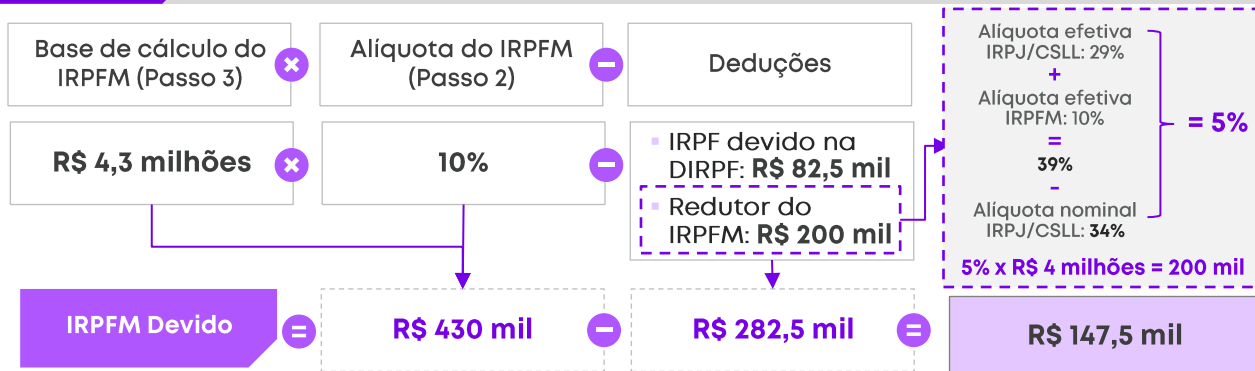 Base de cálculo do
IRPFM (Passo 3)
×
Alíquota do IRPFM
(Passo 2)
−
Deduções
R$ 4,3 milhões
×
10%
−
▪ IRPF devido na
DIRPF: R$ 82,5 mil
▪ Redutor do
IRPFM: R$ 200 mil
Alíquota efetiva
IRPJ/CSLL: 29%
+
Alíquota efetiva
IRPFM: 10%
=
39%
-
Alíquota nominal
IRPJ/CSLL: 34%
= 5%
5% x R$ 4 milhões = 200 mil
IRPFM Devido
=
R$ 430 mil
−
R$ 282,5 mil
=
R$ 147,5 mil